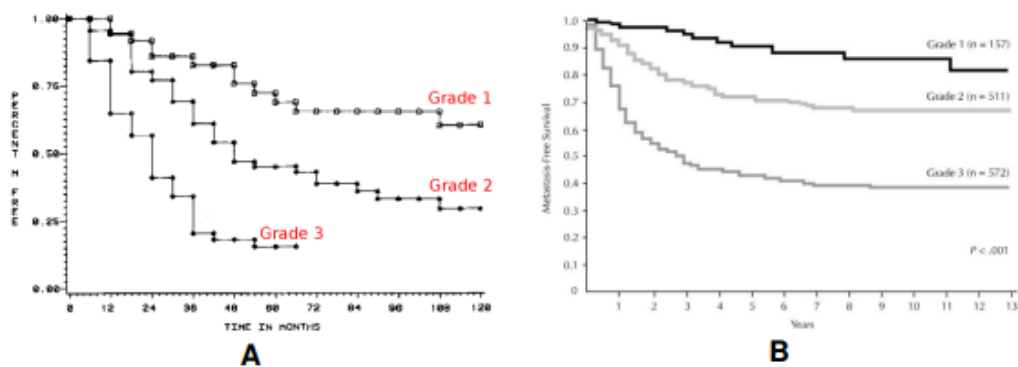 1.00
0.75
0.50
0.25
0.00
PERCENT M FREE
0 12 24 36 48 60 72 84 96 108 120
TIME IN MONTHS
Grade 1
Grade 2
Grade 3
A
1.0
0.9
0.8
0.7
0.6
0.5
0.4
0.3
0.2
0.1
0
Metastasis-Free Survival
1 2 3 4 5 6 7 8 9 10 11 12 13
Years
Grade 1 (n = 157)
Grade 2 (n = 511)
Grade 3 (n = 572)
P < .001
B